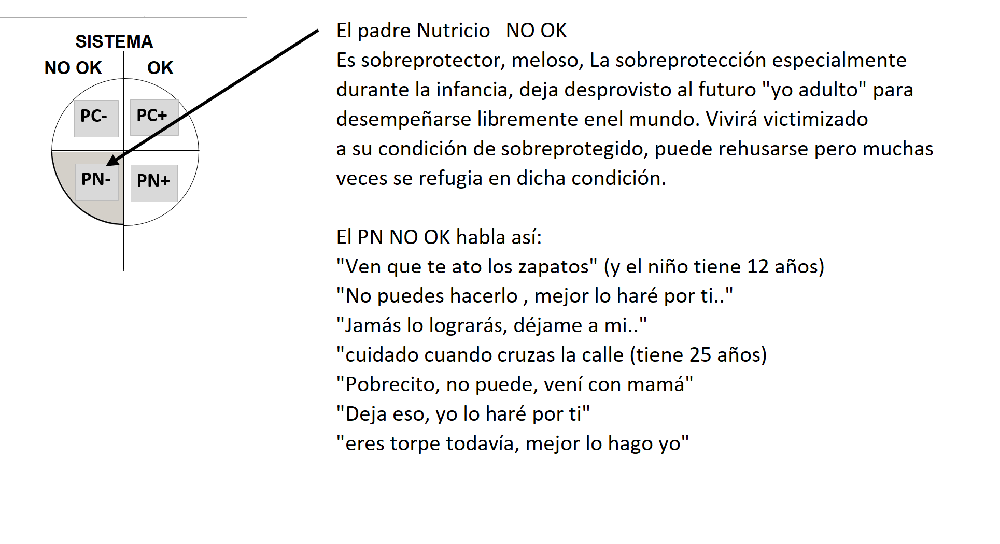 SISTEMA
NO OK OK
PC- PC+
PN- PN+
El padre Nutricio NO OK
Es sobreprotector, meloso, La sobreprotección especialmente
durante la infancia, deja desprovisto al futuro "yo adulto" para
desempeñarse libremente enel mundo. Vivirá victimizado
a su condición de sobreprotegido, puede rehusarse pero muchas
veces se refugia en dicha condición.
El PN NO OK habla así:
"Ven que te ato los zapatos" (y el niño tiene 12 años)
"No puedes hacerlo , mejor lo haré por ti.."
"Jamás lo lograrás, déjame a mi.."
"cuidado cuando cruzas la calle (tiene 25 años)
"Pobrecito, no puede, vení con mamá"
"Deja eso, yo lo haré por ti"
"eres torpe todavía, mejor lo hago yo"